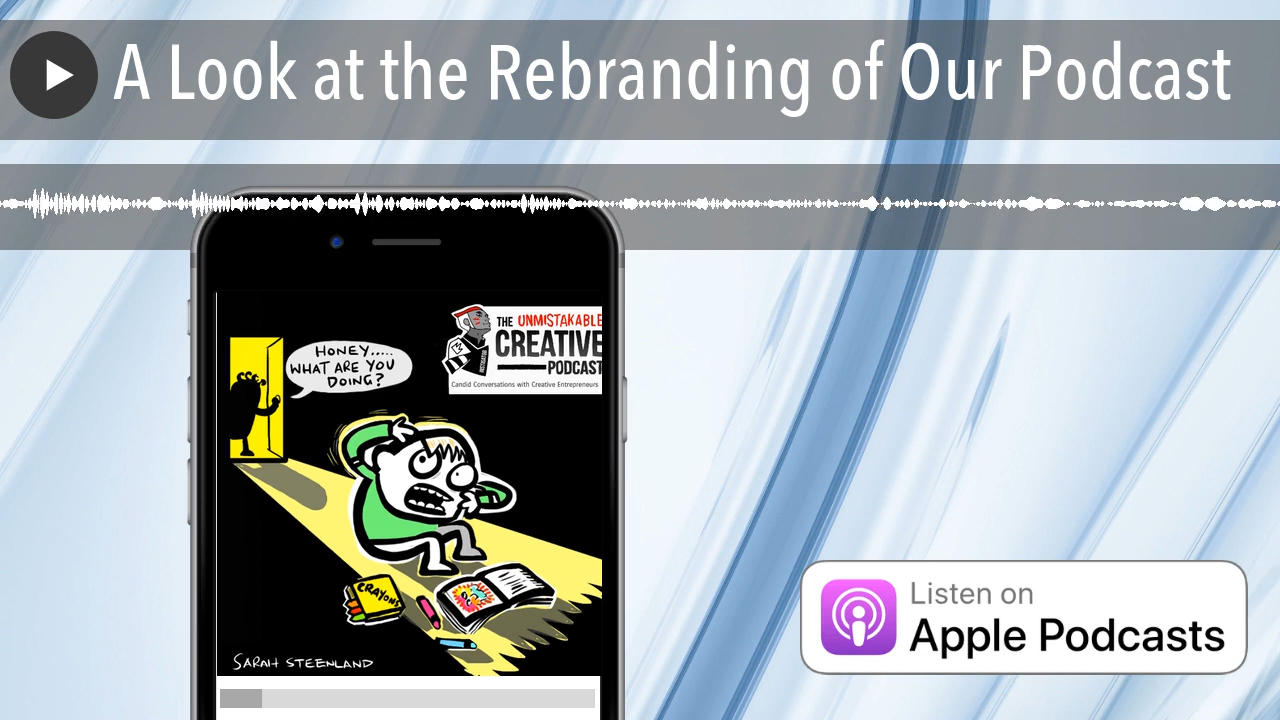 A Look at the Rebranding of Our Podcast
HONEY.....
WHAT ARE YOU
DOING?
THE UNMISTAKABLE
CREATIVE
PODCAST
INSTIGATOR
Candid Conversations with Creative Entrepreneurs
CRAYONS
SARAH STEENLAND
Listen on
Apple Podcasts